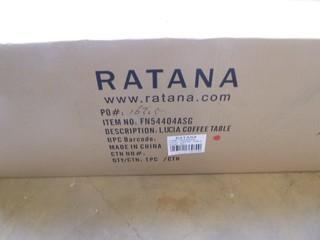 RATANA
www.ratana.com
PO#:
ITEM NO: FN54404ASG
DESCRIPTION: LUCIA COFFEE TABLE
UPC Barcode:
MADE IN CHINA
CTN NO#:
QTY/CTN: 1PC /CTN
RATANA